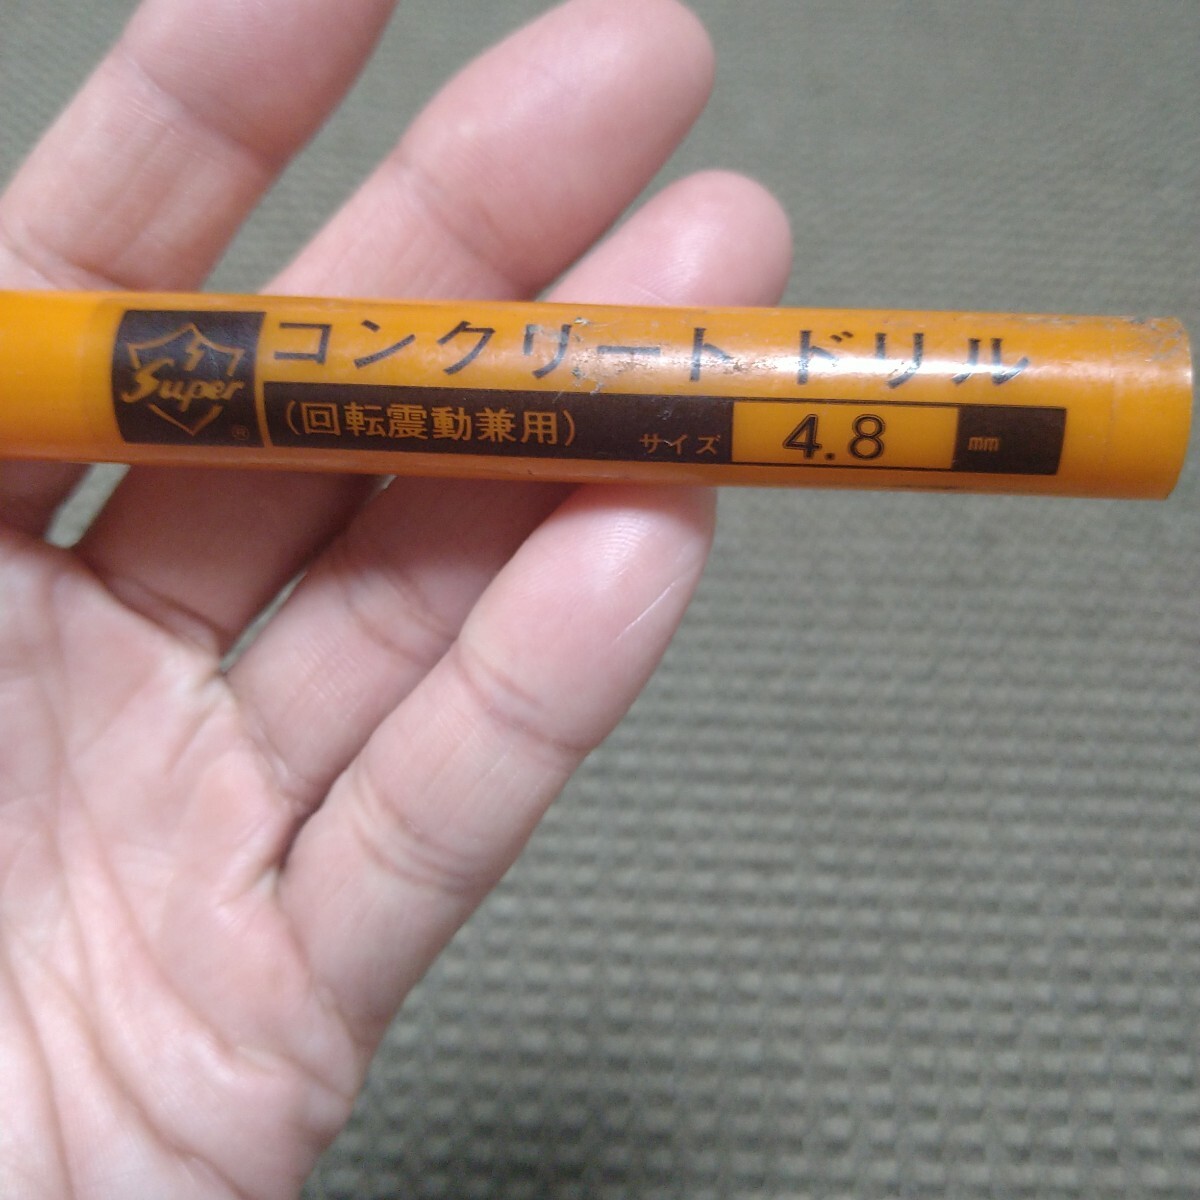 Super ®
コンクリートドリル
(回転震動兼用) サイズ 4.8 mm